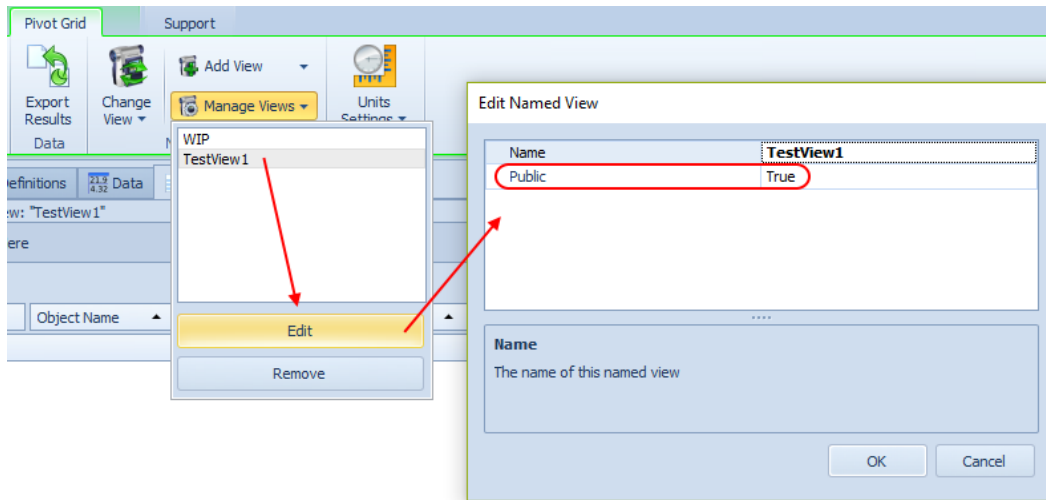 Pivot Grid
Support
Export
Results
Data
Change
View
Add View
Manage Views
Units
Settings
WIP
TestView1
Edit
Remove
efinitions
21.9
4.32
Data
ew: "TestView1"
ere
Object Name
Edit Named View
Name TestView1
Public True
Name
The name of this named view
OK Cancel